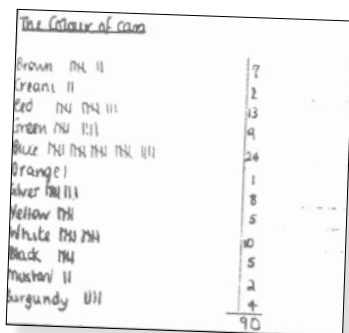 The Colour of cars
Brown 𝍸 || 7
Cream || 2
Red 𝍸 𝍸 ||| 13
Green 𝍸 |||| 9
Blue 𝍸 𝍸 𝍸 𝍸 |||| 24
Orange | 1
Silver 𝍸 ||| 8
Yellow 𝍸 5
White 𝍸 𝍸 10
Black 𝍸 5
Mustard || 2
Burgundy |||| 4
90